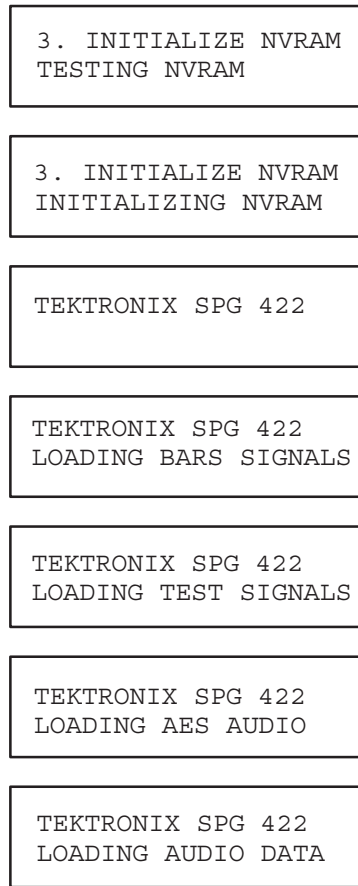 3. INITIALIZE NVRAM
TESTING NVRAM
3. INITIALIZE NVRAM
INITIALIZING NVRAM
TEKTRONIX SPG 422
TEKTRONIX SPG 422
LOADING BARS SIGNALS
TEKTRONIX SPG 422
LOADING TEST SIGNALS
TEKTRONIX SPG 422
LOADING AES AUDIO
TEKTRONIX SPG 422
LOADING AUDIO DATA